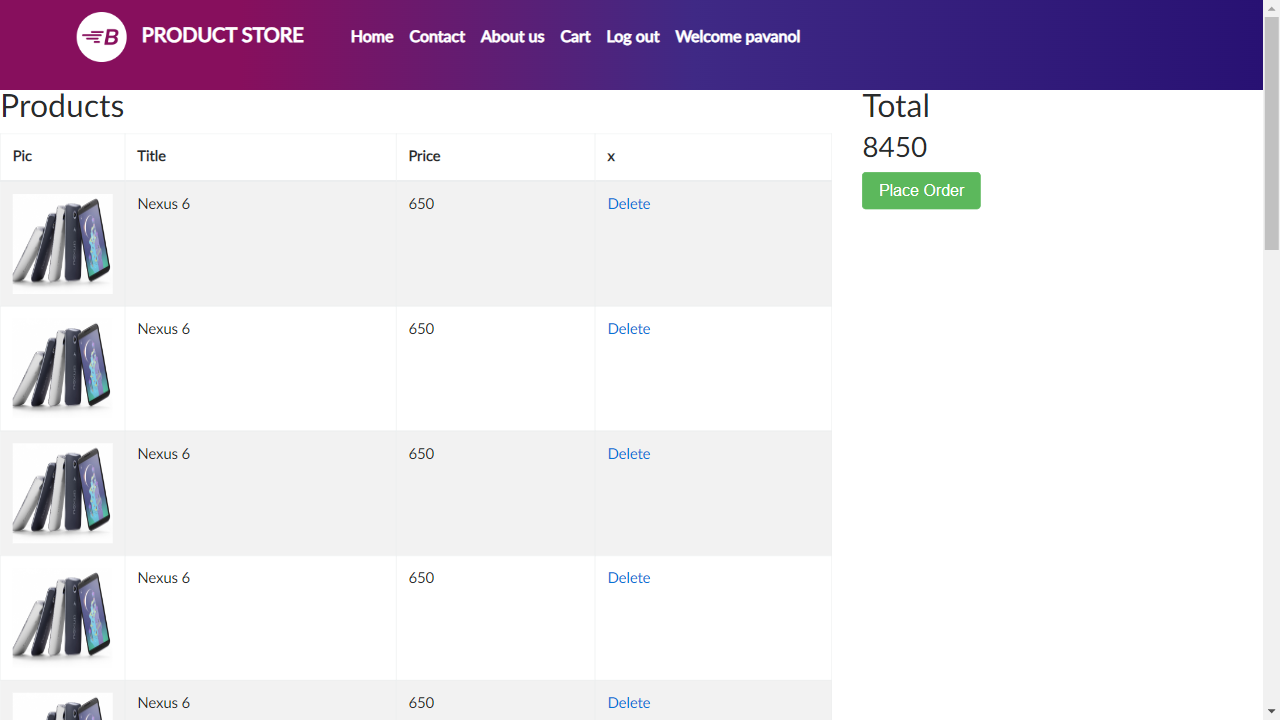 B PRODUCT STORE Home Contact About us Cart Log out Welcome pavanol
Products
Pic Title Price x
Nexus 6 650 Delete
Nexus 6 650 Delete
Nexus 6 650 Delete
Nexus 6 650 Delete
Nexus 6 650 Delete
Total
8450
Place Order